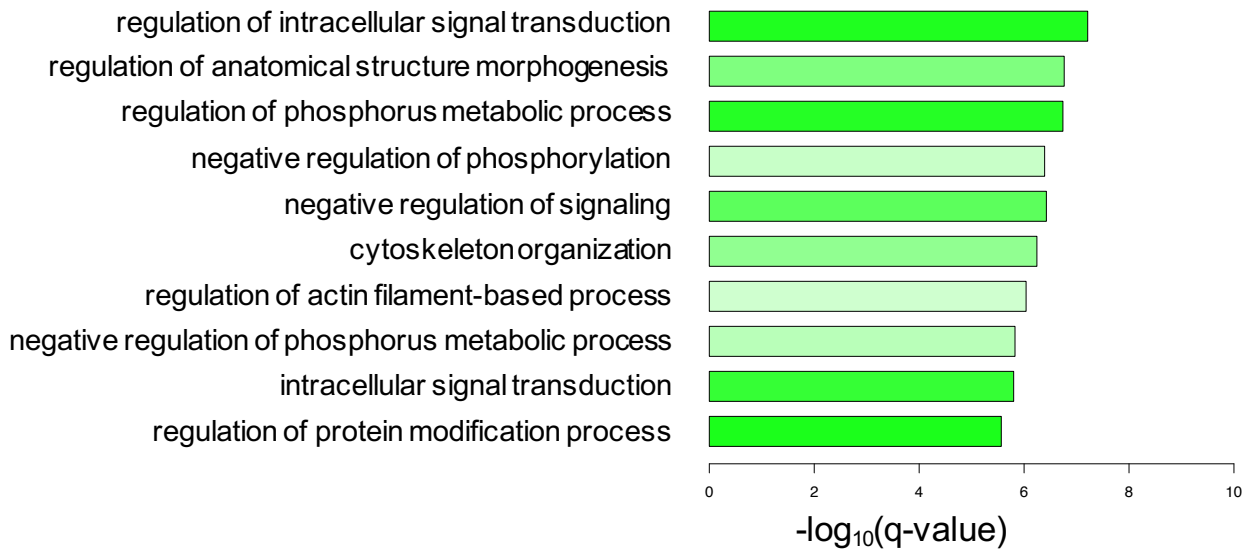 regulation of intracellular signal transduction
regulation of anatomical structure morphogenesis
regulation of phosphorus metabolic process
negative regulation of phosphorylation
negative regulation of signaling
cytoskeleton organization
regulation of actin filament-based process
negative regulation of phosphorus metabolic process
intracellular signal transduction
regulation of protein modification process
0 2 4 6 8 10
-log₁₀(q-value)